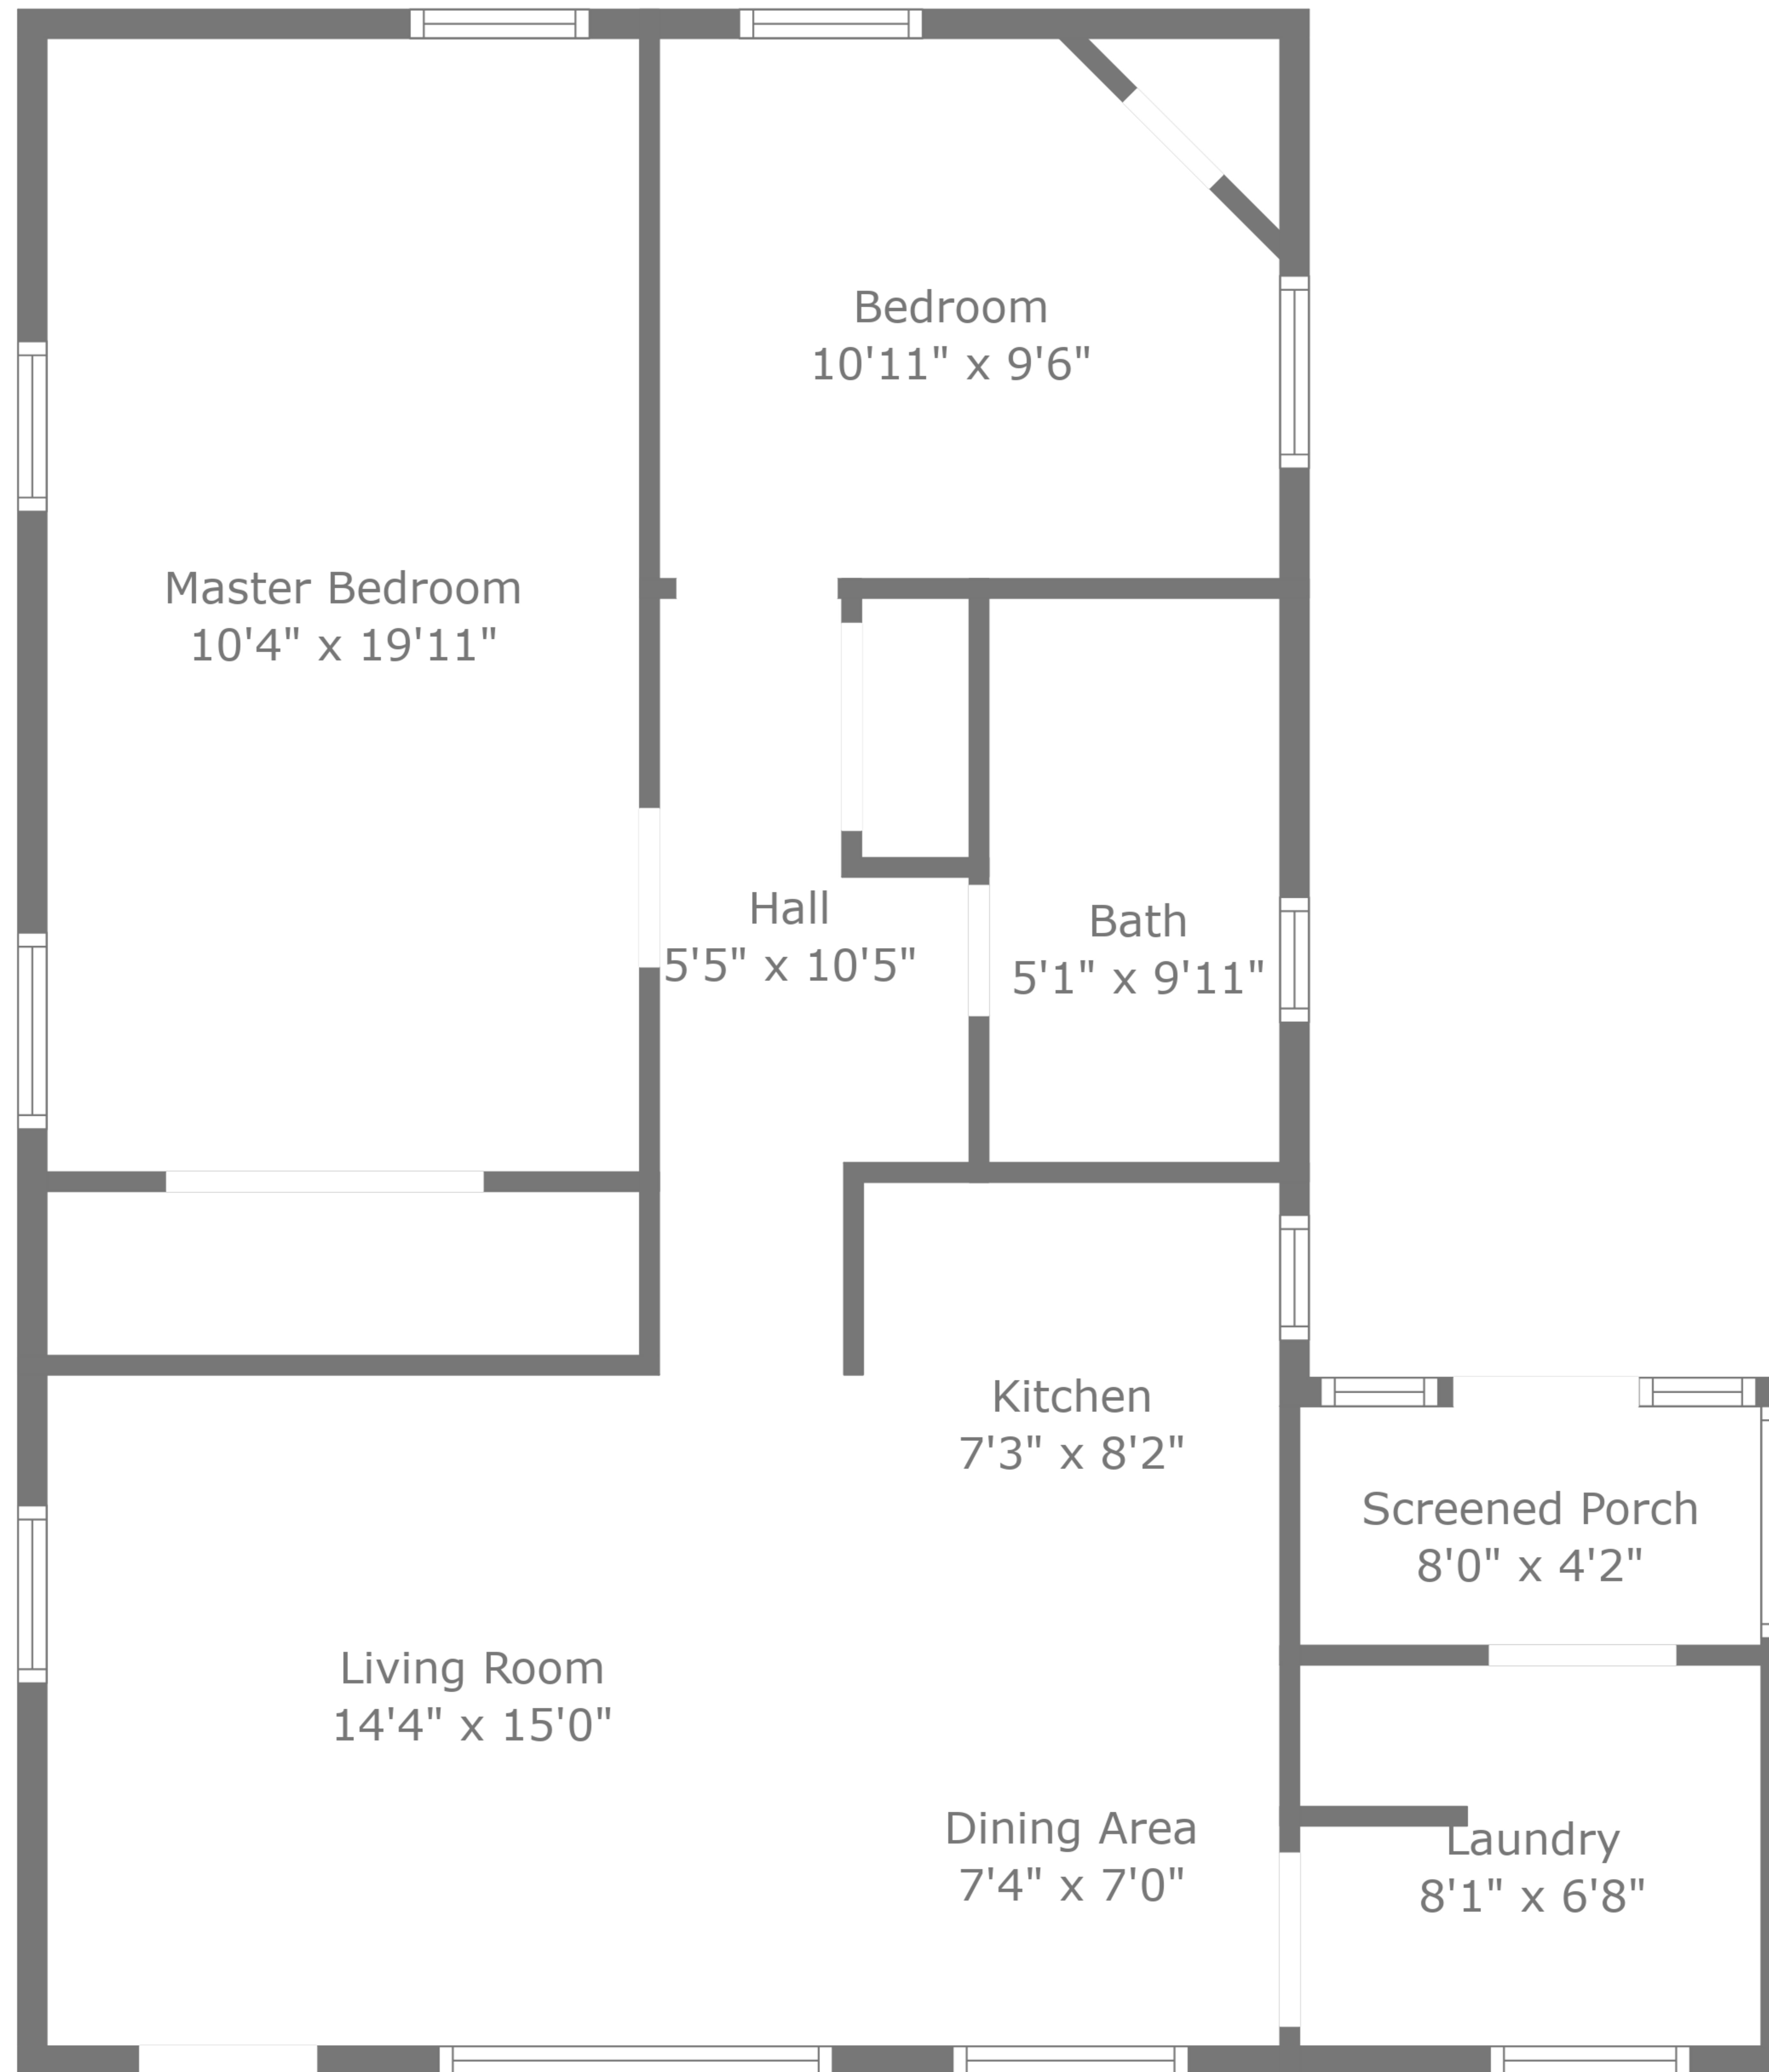 Bedroom
10'11" x 9'6"
Master Bedroom
10'4" x 19'11"
Hall
5'5" x 10'5"
Bath
5'1" x 9'11"
Kitchen
7'3" x 8'2"
Screened Porch
8'0" x 4'2"
Living Room
14'4" x 15'0"
Dining Area
7'4" x 7'0"
Laundry
8'1" x 6'8"